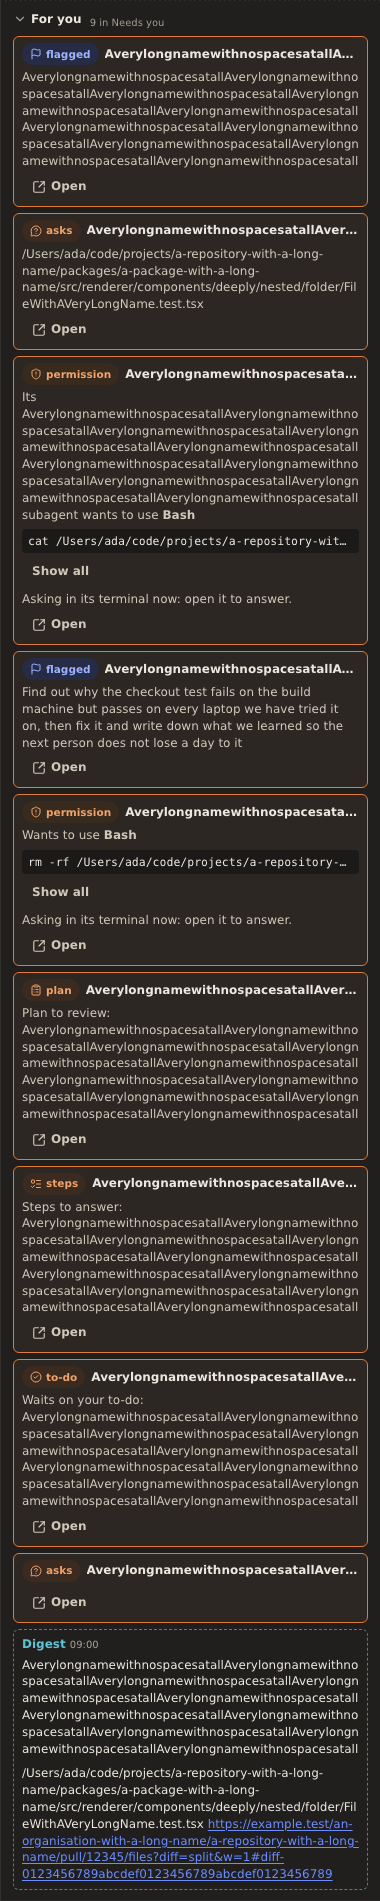 For you 9 in Needs you
flagged AverylongnamewithnospacesatallA...
AverylongnamewithnospacesatallAverylongnamewithno
spacesatallAverylongnamewithnospacesatallAverylongn
amewithnospacesatallAverylongnamewithnospacesatall
AverylongnamewithnospacesatallAverylongnamewithno
spacesatallAverylongnamewithnospacesatallAverylongn
amewithnospacesatallAverylongnamewithnospacesatall
Open
asks AverylongnamewithnospacesatallAver...
/Users/ada/code/projects/a-repository-with-a-long-
name/packages/a-package-with-a-long-
name/src/renderer/components/deeply/nested/folder/Fil
eWithAVeryLongName.test.tsx
Open
permission Averylongnamewithnospacesata...
Its
AverylongnamewithnospacesatallAverylongnamewithno
spacesatallAverylongnamewithnospacesatallAverylongn
amewithnospacesatallAverylongnamewithnospacesatall
AverylongnamewithnospacesatallAverylongnamewithno
spacesatallAverylongnamewithnospacesatallAverylongn
amewithnospacesatallAverylongnamewithnospacesatall
subagent wants to use Bash
cat /Users/ada/code/projects/a-repository-wit...
Show all
Asking in its terminal now: open it to answer.
Open
flagged AverylongnamewithnospacesatallA...
Find out why the checkout test fails on the build
machine but passes on every laptop we have tried it
on, then fix it and write down what we learned so the
next person does not lose a day to it
Open
permission Averylongnamewithnospacesata...
Wants to use Bash
rm -rf /Users/ada/code/projects/a-repository-...
Show all
Asking in its terminal now: open it to answer.
Open
plan AverylongnamewithnospacesatallAver...
Plan to review:
AverylongnamewithnospacesatallAverylongnamewithno
spacesatallAverylongnamewithnospacesatallAverylongn
amewithnospacesatallAverylongnamewithnospacesatall
AverylongnamewithnospacesatallAverylongnamewithno
spacesatallAverylongnamewithnospacesatallAverylongn
amewithnospacesatallAverylongnamewithnospacesatall
Open
steps AverylongnamewithnospacesatallAve...
Steps to answer:
AverylongnamewithnospacesatallAverylongnamewithno
spacesatallAverylongnamewithnospacesatallAverylongn
amewithnospacesatallAverylongnamewithnospacesatall
AverylongnamewithnospacesatallAverylongnamewithno
spacesatallAverylongnamewithnospacesatallAverylongn
amewithnospacesatallAverylongnamewithnospacesatall
Open
to-do AverylongnamewithnospacesatallAve...
Waits on your to-do:
AverylongnamewithnospacesatallAverylongnamewithno
spacesatallAverylongnamewithnospacesatallAverylongn
amewithnospacesatallAverylongnamewithnospacesatall
AverylongnamewithnospacesatallAverylongnamewithno
spacesatallAverylongnamewithnospacesatallAverylongn
amewithnospacesatallAverylongnamewithnospacesatall
Open
asks AverylongnamewithnospacesatallAver...
Open
Digest 09:00
AverylongnamewithnospacesatallAverylongnamewithno
spacesatallAverylongnamewithnospacesatallAverylongn
amewithnospacesatallAverylongnamewithnospacesatall
AverylongnamewithnospacesatallAverylongnamewithno
spacesatallAverylongnamewithnospacesatallAverylongn
amewithnospacesatallAverylongnamewithnospacesatall
/Users/ada/code/projects/a-repository-with-a-long-
name/packages/a-package-with-a-long-
name/src/renderer/components/deeply/nested/folder/Fil
eWithAVeryLongName.test.tsx https://example.test/an-
organisation-with-a-long-name/a-repository-with-a-long-
name/pull/12345/files?diff=split&w=1#diff-
0123456789abcdef0123456789abcdef0123456789